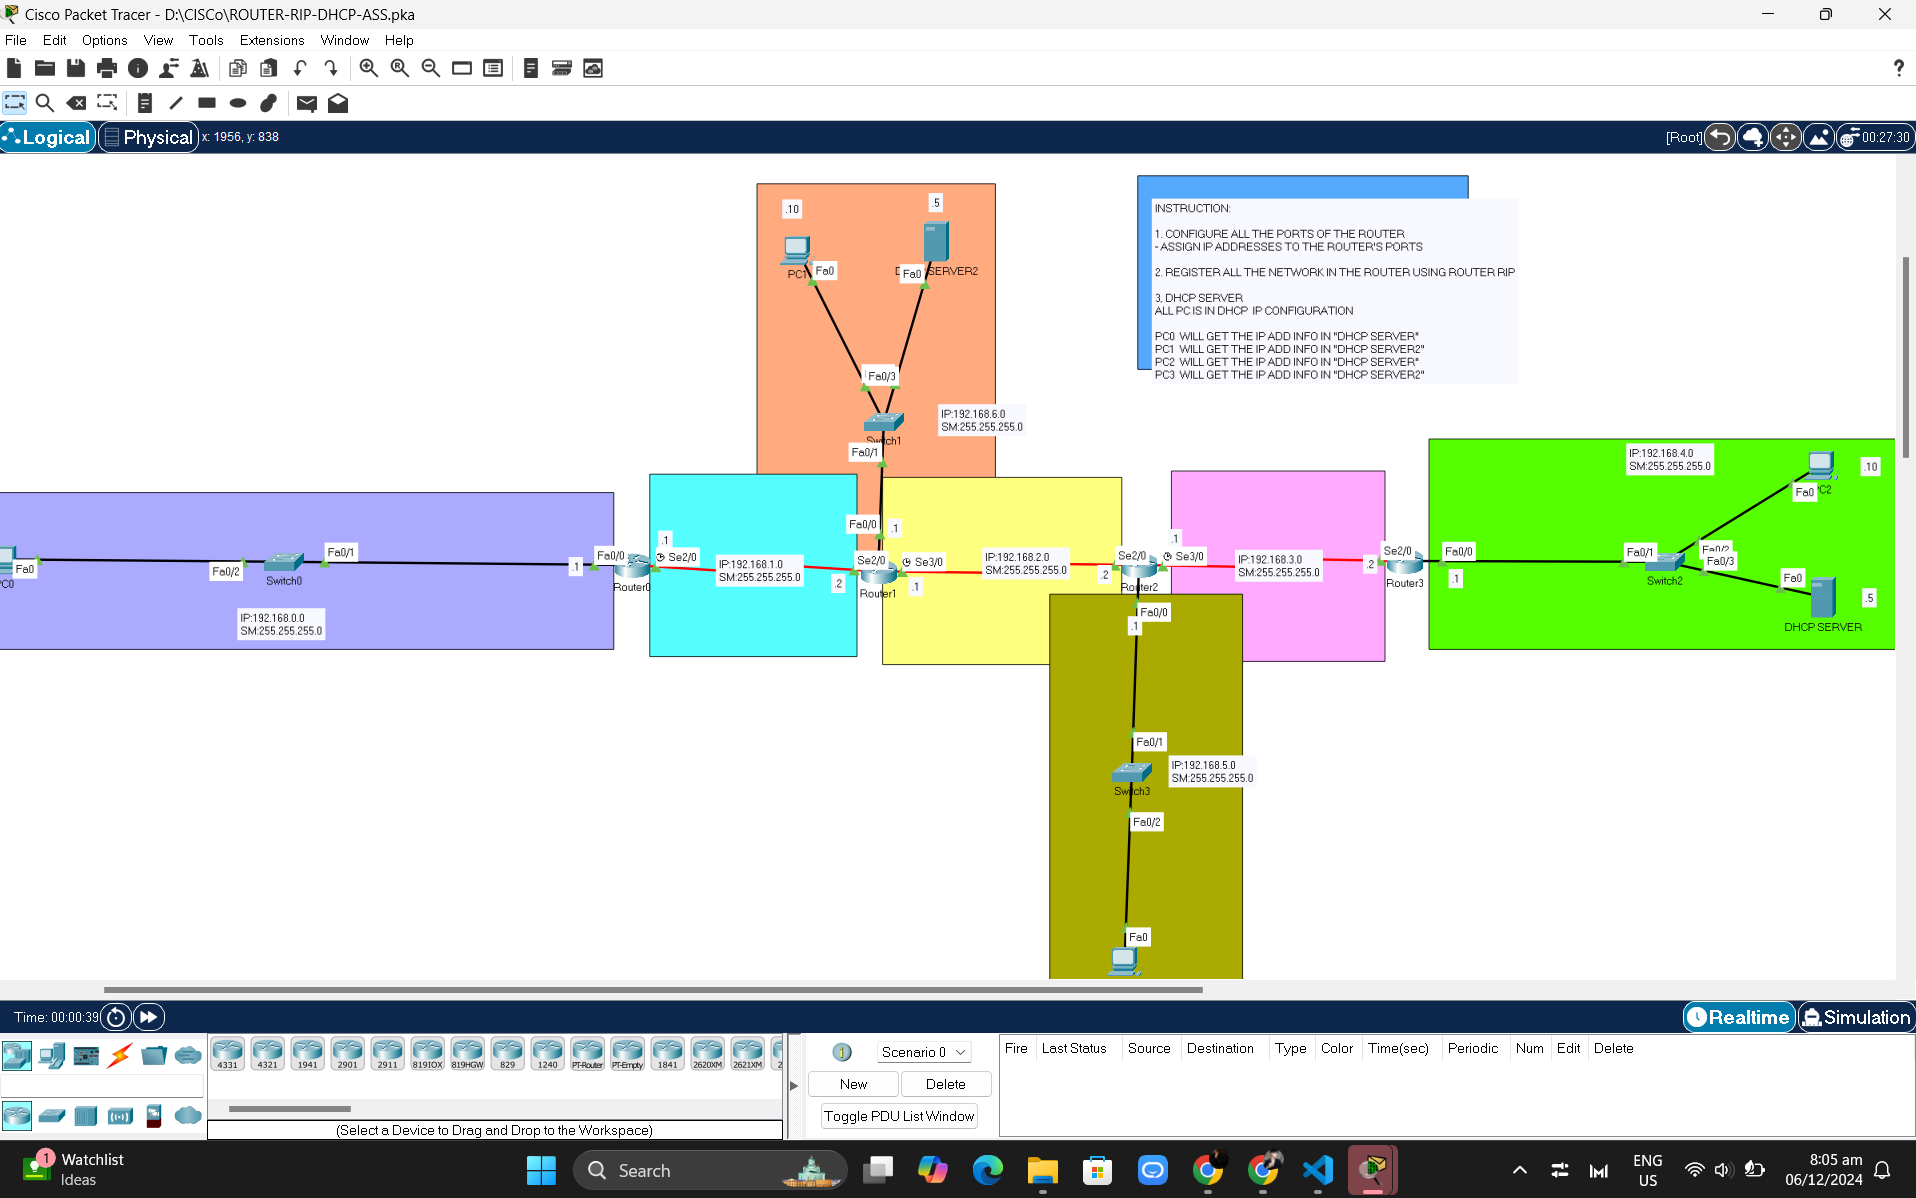 Cisco Packet Tracer - D:\CISCo\ROUTER-RIP-DHCP-ASS.pka
File Edit Options View Tools Extensions Window Help
?
Logical Physical x: 1956, y: 838 [Root] 00:27:30
.10
.5
PC1
Fa0
Fa0
SERVER2
Fa0/3
Switch1
Fa0/1
IP:192.168.6.0
SM:255.255.255.0
INSTRUCTION:
1. CONFIGURE ALL THE PORTS OF THE ROUTER
- ASSIGN IP ADDRESSES TO THE ROUTER'S PORTS
2. REGISTER ALL THE NETWORK IN THE ROUTER USING ROUTER RIP
3, DHCP SERVER
ALL PC IS IN DHCP IP CONFIGURATION
PC0 WILL GET THE IP ADD INFO IN "DHCP SERVER"
PC1 WILL GET THE IP ADD INFO IN "DHCP SERVER2"
PC2 WILL GET THE IP ADD INFO IN "DHCP SERVER"
PC3 WILL GET THE IP ADD INFO IN "DHCP SERVER2"
Fa0
Fa0/2
Switch0
Fa0/1
IP:192.168.0.0
SM:255.255.255.0
.1
Fa0/0
Router0
.1
Se2/0
IP:192.168.1.0
SM:255.255.255.0
.2
Fa0/0
.1
Se2/0
Router1
Se3/0
.1
IP:192.168.2.0
SM:255.255.255.0
.2
Se2/0
Router2
.1
Se3/0
Fa0/0
.1
IP:192.168.3.0
SM:255.255.255.0
.2
Se2/0
Router3
Fa0/0
.1
IP:192.168.4.0
SM:255.255.255.0
Fa0/1
Switch2
Fa0/2
Fa0/3
Fa0
C2
.10
Fa0
.5
DHCP SERVER
Fa0/1
Switch3
IP:192.168.5.0
SM:255.255.255.0
Fa0/2
Fa0
Time: 00:00:39
Realtime Simulation
4331 4321 1941 2901 2911 819IOX 819HGW 829 1240 PT-Router PT-Empty 1841 2620XM 2621XM 2
(Select a Device to Drag and Drop to the Workspace)
Scenario 0
New Delete
Toggle PDU List Window
Fire Last Status Source Destination Type Color Time(sec) Periodic Num Edit Delete
1
Watchlist
Ideas
Search
ENG
US
8:05 am
06/12/2024